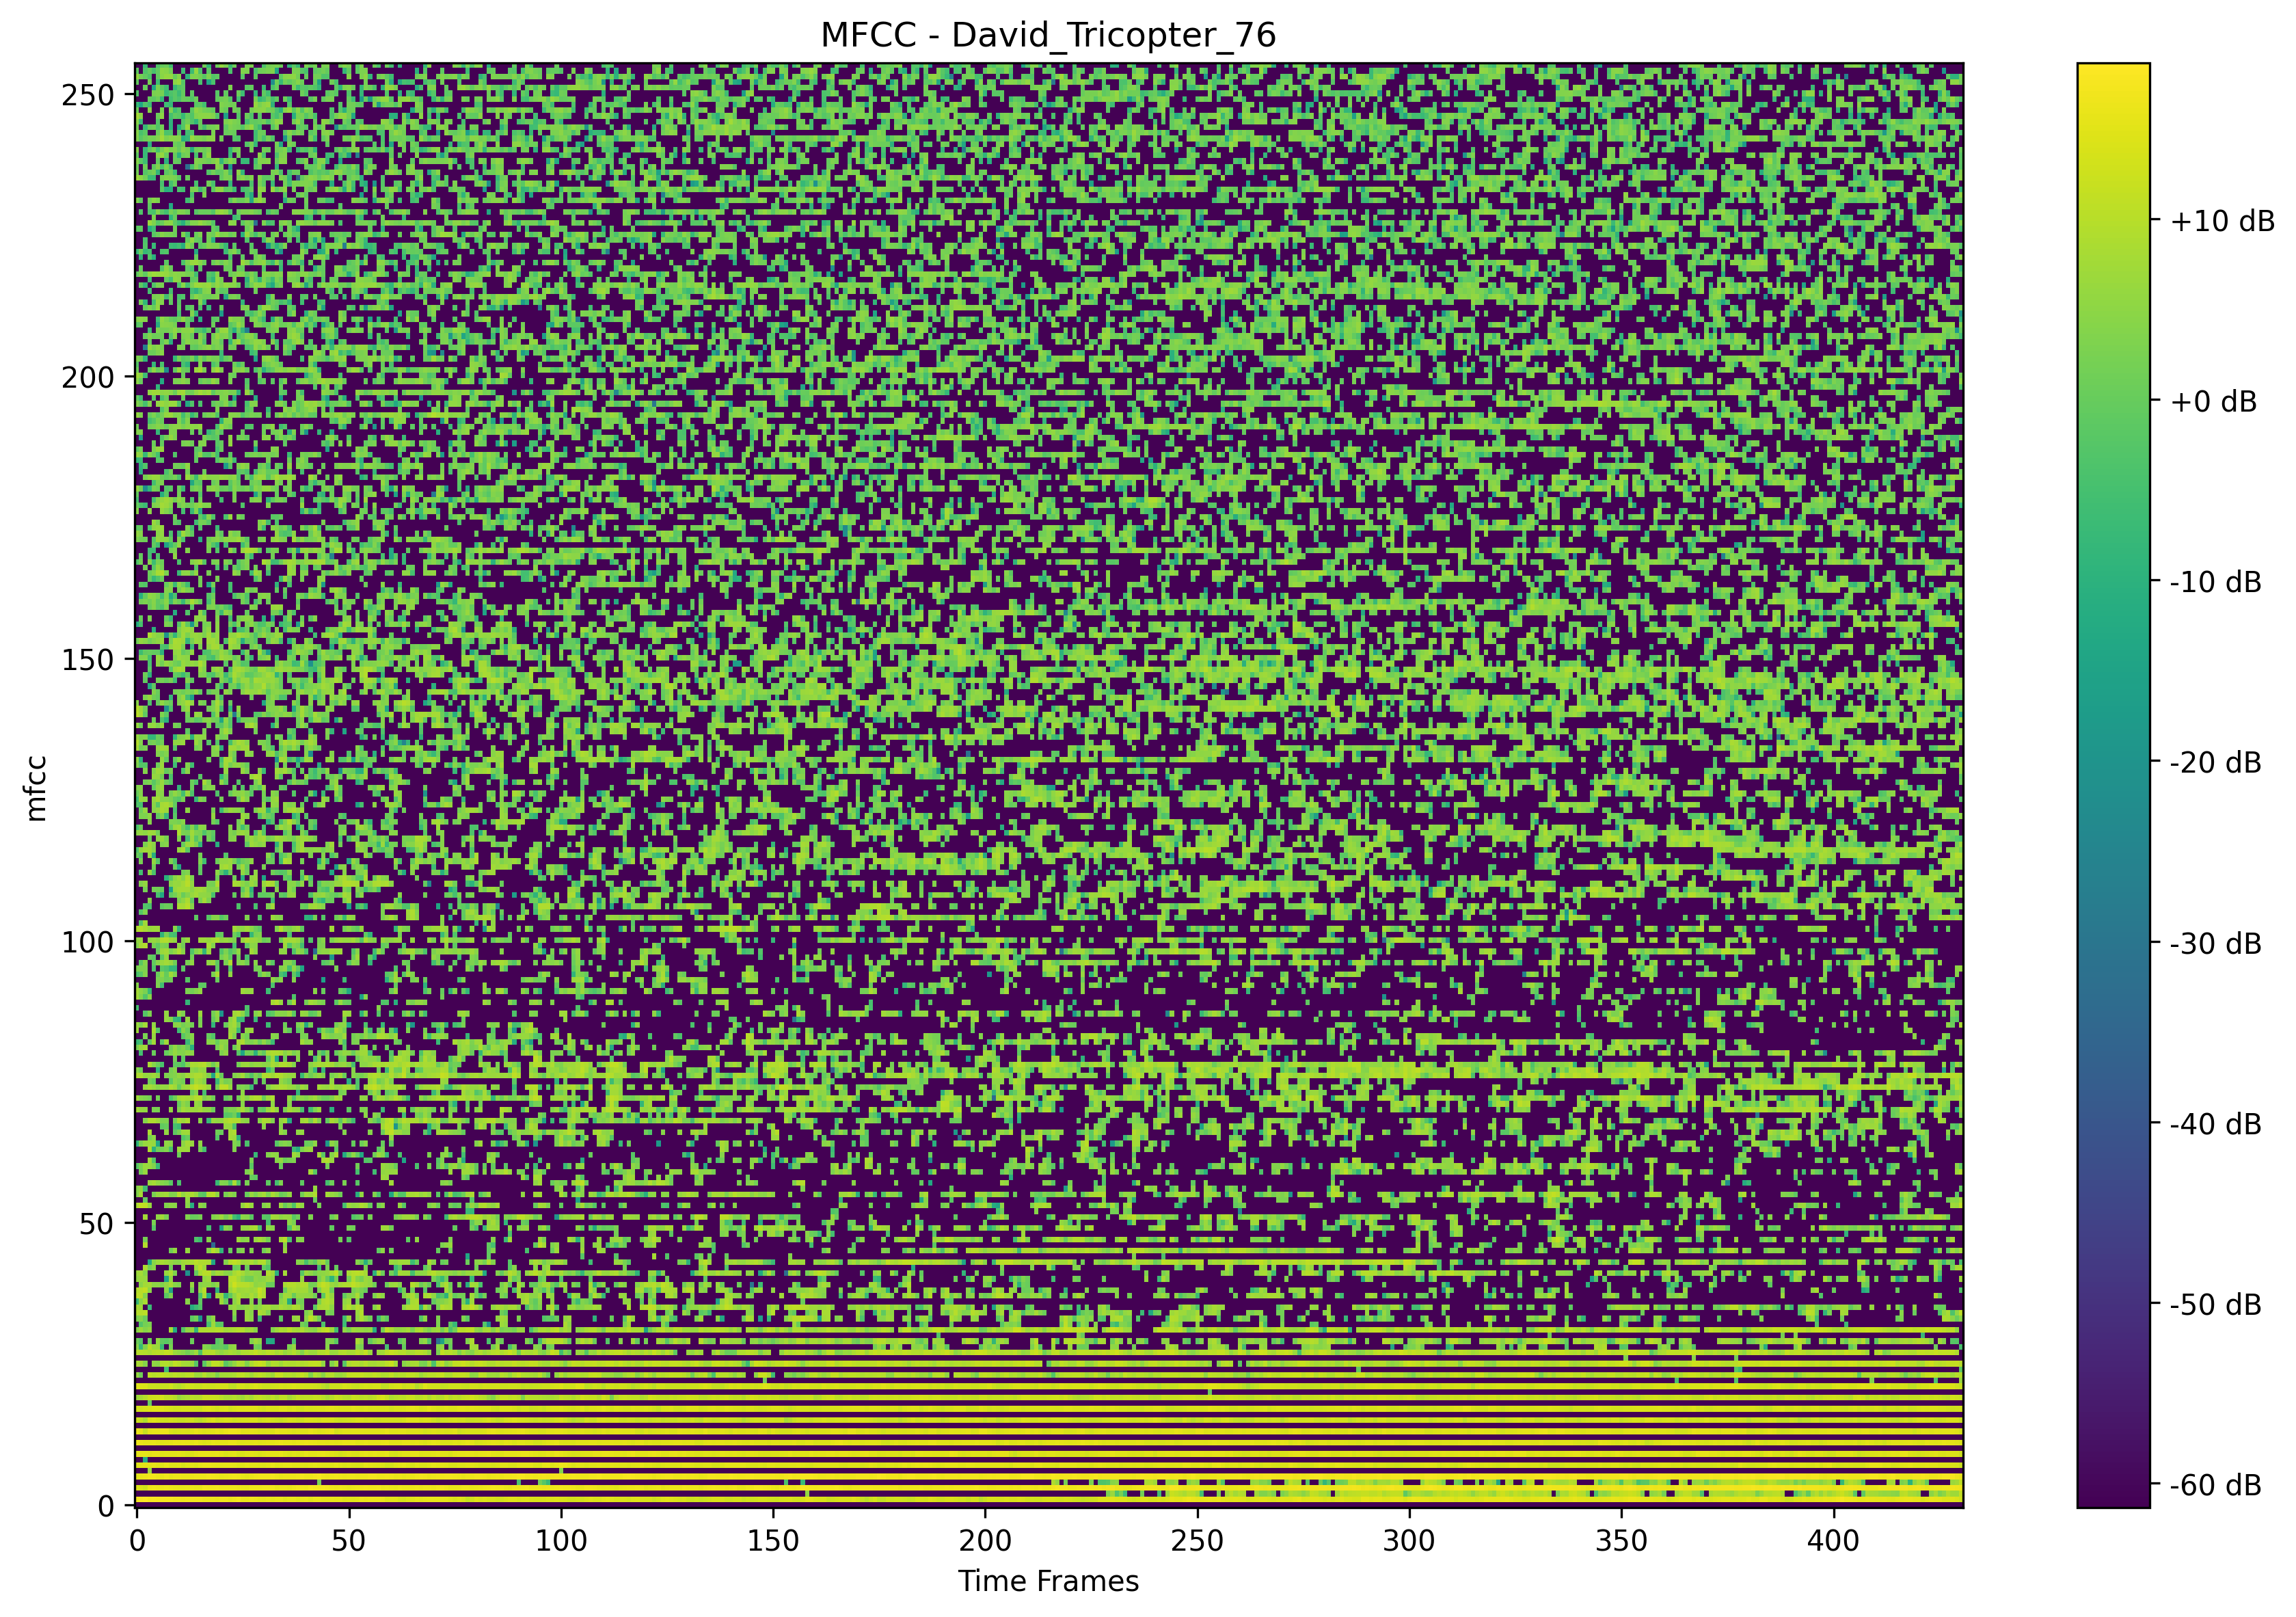 MFCC - David_Tricopter_76
250
200
150
100
50
0
mfcc
0 50 100 150 200 250 300 350 400
Time Frames
+10 dB
+0 dB
-10 dB
-20 dB
-30 dB
-40 dB
-50 dB
-60 dB